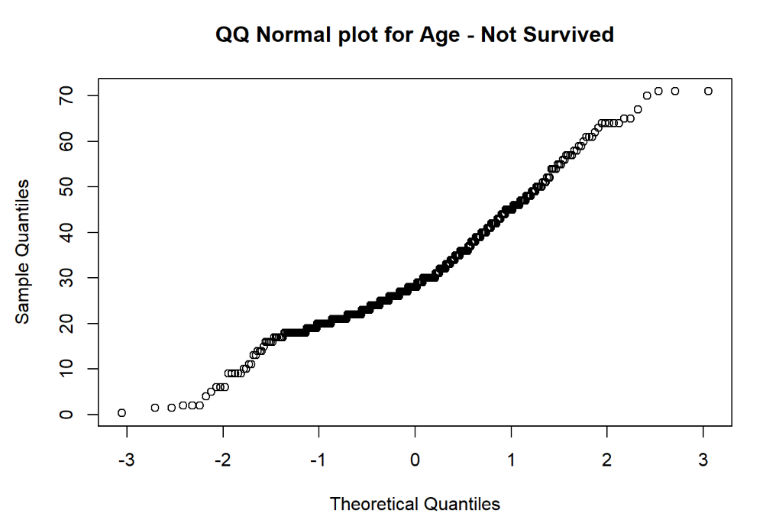 QQ Normal plot for Age - Not Survived
70
60
50
40
30
20
10
0
Sample Quantiles
-3 -2 -1 0 1 2 3
Theoretical Quantiles